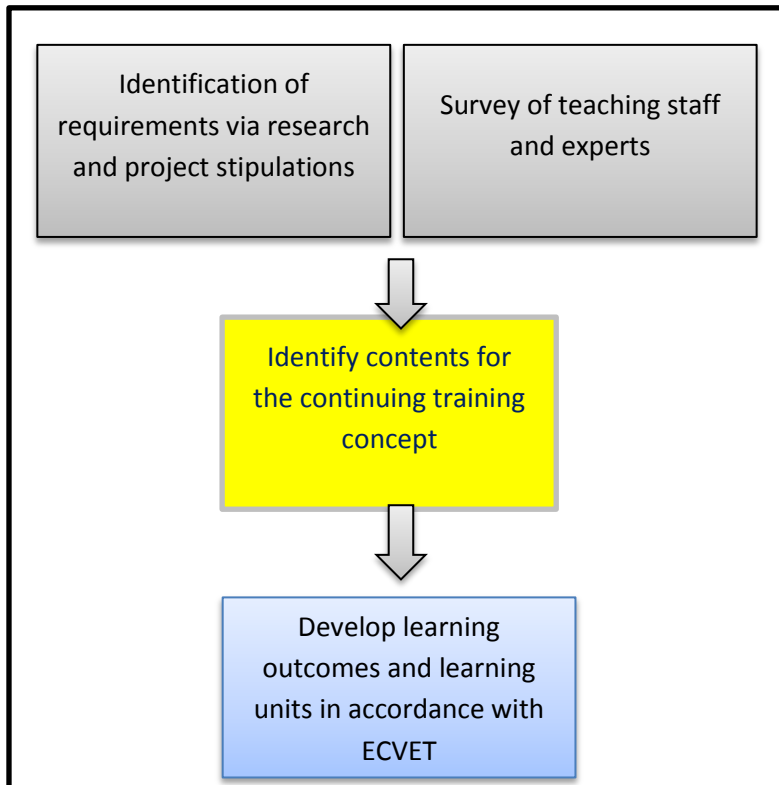 Identification of
requirements via research
and project stipulations
Survey of teaching staff
and experts
Identify contents for
the continuing training
concept
Develop learning
outcomes and learning
units in accordance with
ECVET